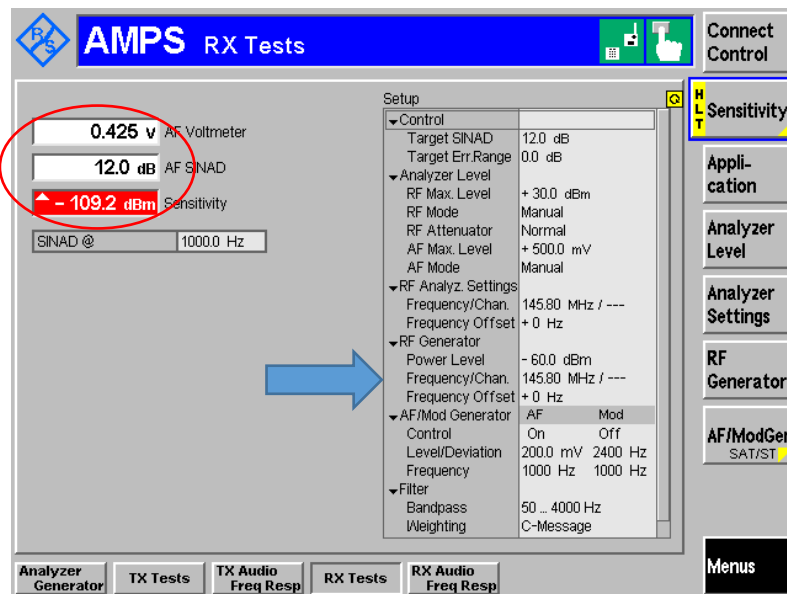 R&S
AMPS RX Tests
Connect
Control
0.425 V AF Voltmeter
12.0 dB AF SINAD
- 109.2 dBm Sensitivity
SINAD @ 1000.0 Hz
Setup
Control
Target SINAD 12.0 dB
Target Err.Range 0.0 dB
Analyzer Level
RF Max. Level + 30.0 dBm
RF Mode Manual
RF Attenuator Normal
AF Max. Level + 500.0 mV
AF Mode Manual
RF Analyz. Settings
Frequency/Chan. 145.80 MHz / ---
Frequency Offset + 0 Hz
RF Generator
Power Level - 60.0 dBm
Frequency/Chan. 145.80 MHz / ---
Frequency Offset + 0 Hz
AF/Mod Generator AF Mod
Control On Off
Level/Deviation 200.0 mV 2400 Hz
Frequency 1000 Hz 1000 Hz
Filter
Bandpass 50 ... 4000 Hz
Weighting C-Message
HLT
Sensitivity
Appli-
cation
Analyzer
Level
Analyzer
Settings
RF
Generator
AF/ModGer
SAT/ST
Menus
Analyzer
Generator
TX Tests
TX Audio
Freq Resp
RX Tests
RX Audio
Freq Resp